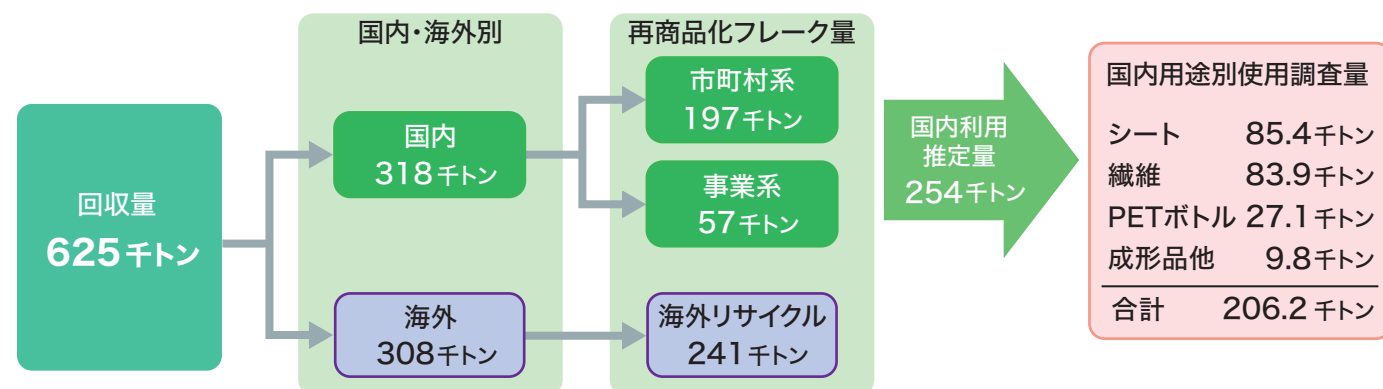 回収量
625千トン
国内・海外別
国内
318千トン
海外
308千トン
再商品化フレーク量
市町村系
197千トン
事業系
57千トン
海外リサイクル
241千トン
国内利用
推定量
254千トン
国内用途別使用調査量
シート 85.4千トン
繊維 83.9千トン
PETボトル 27.1千トン
成形品他 9.8千トン
合計 206.2千トン